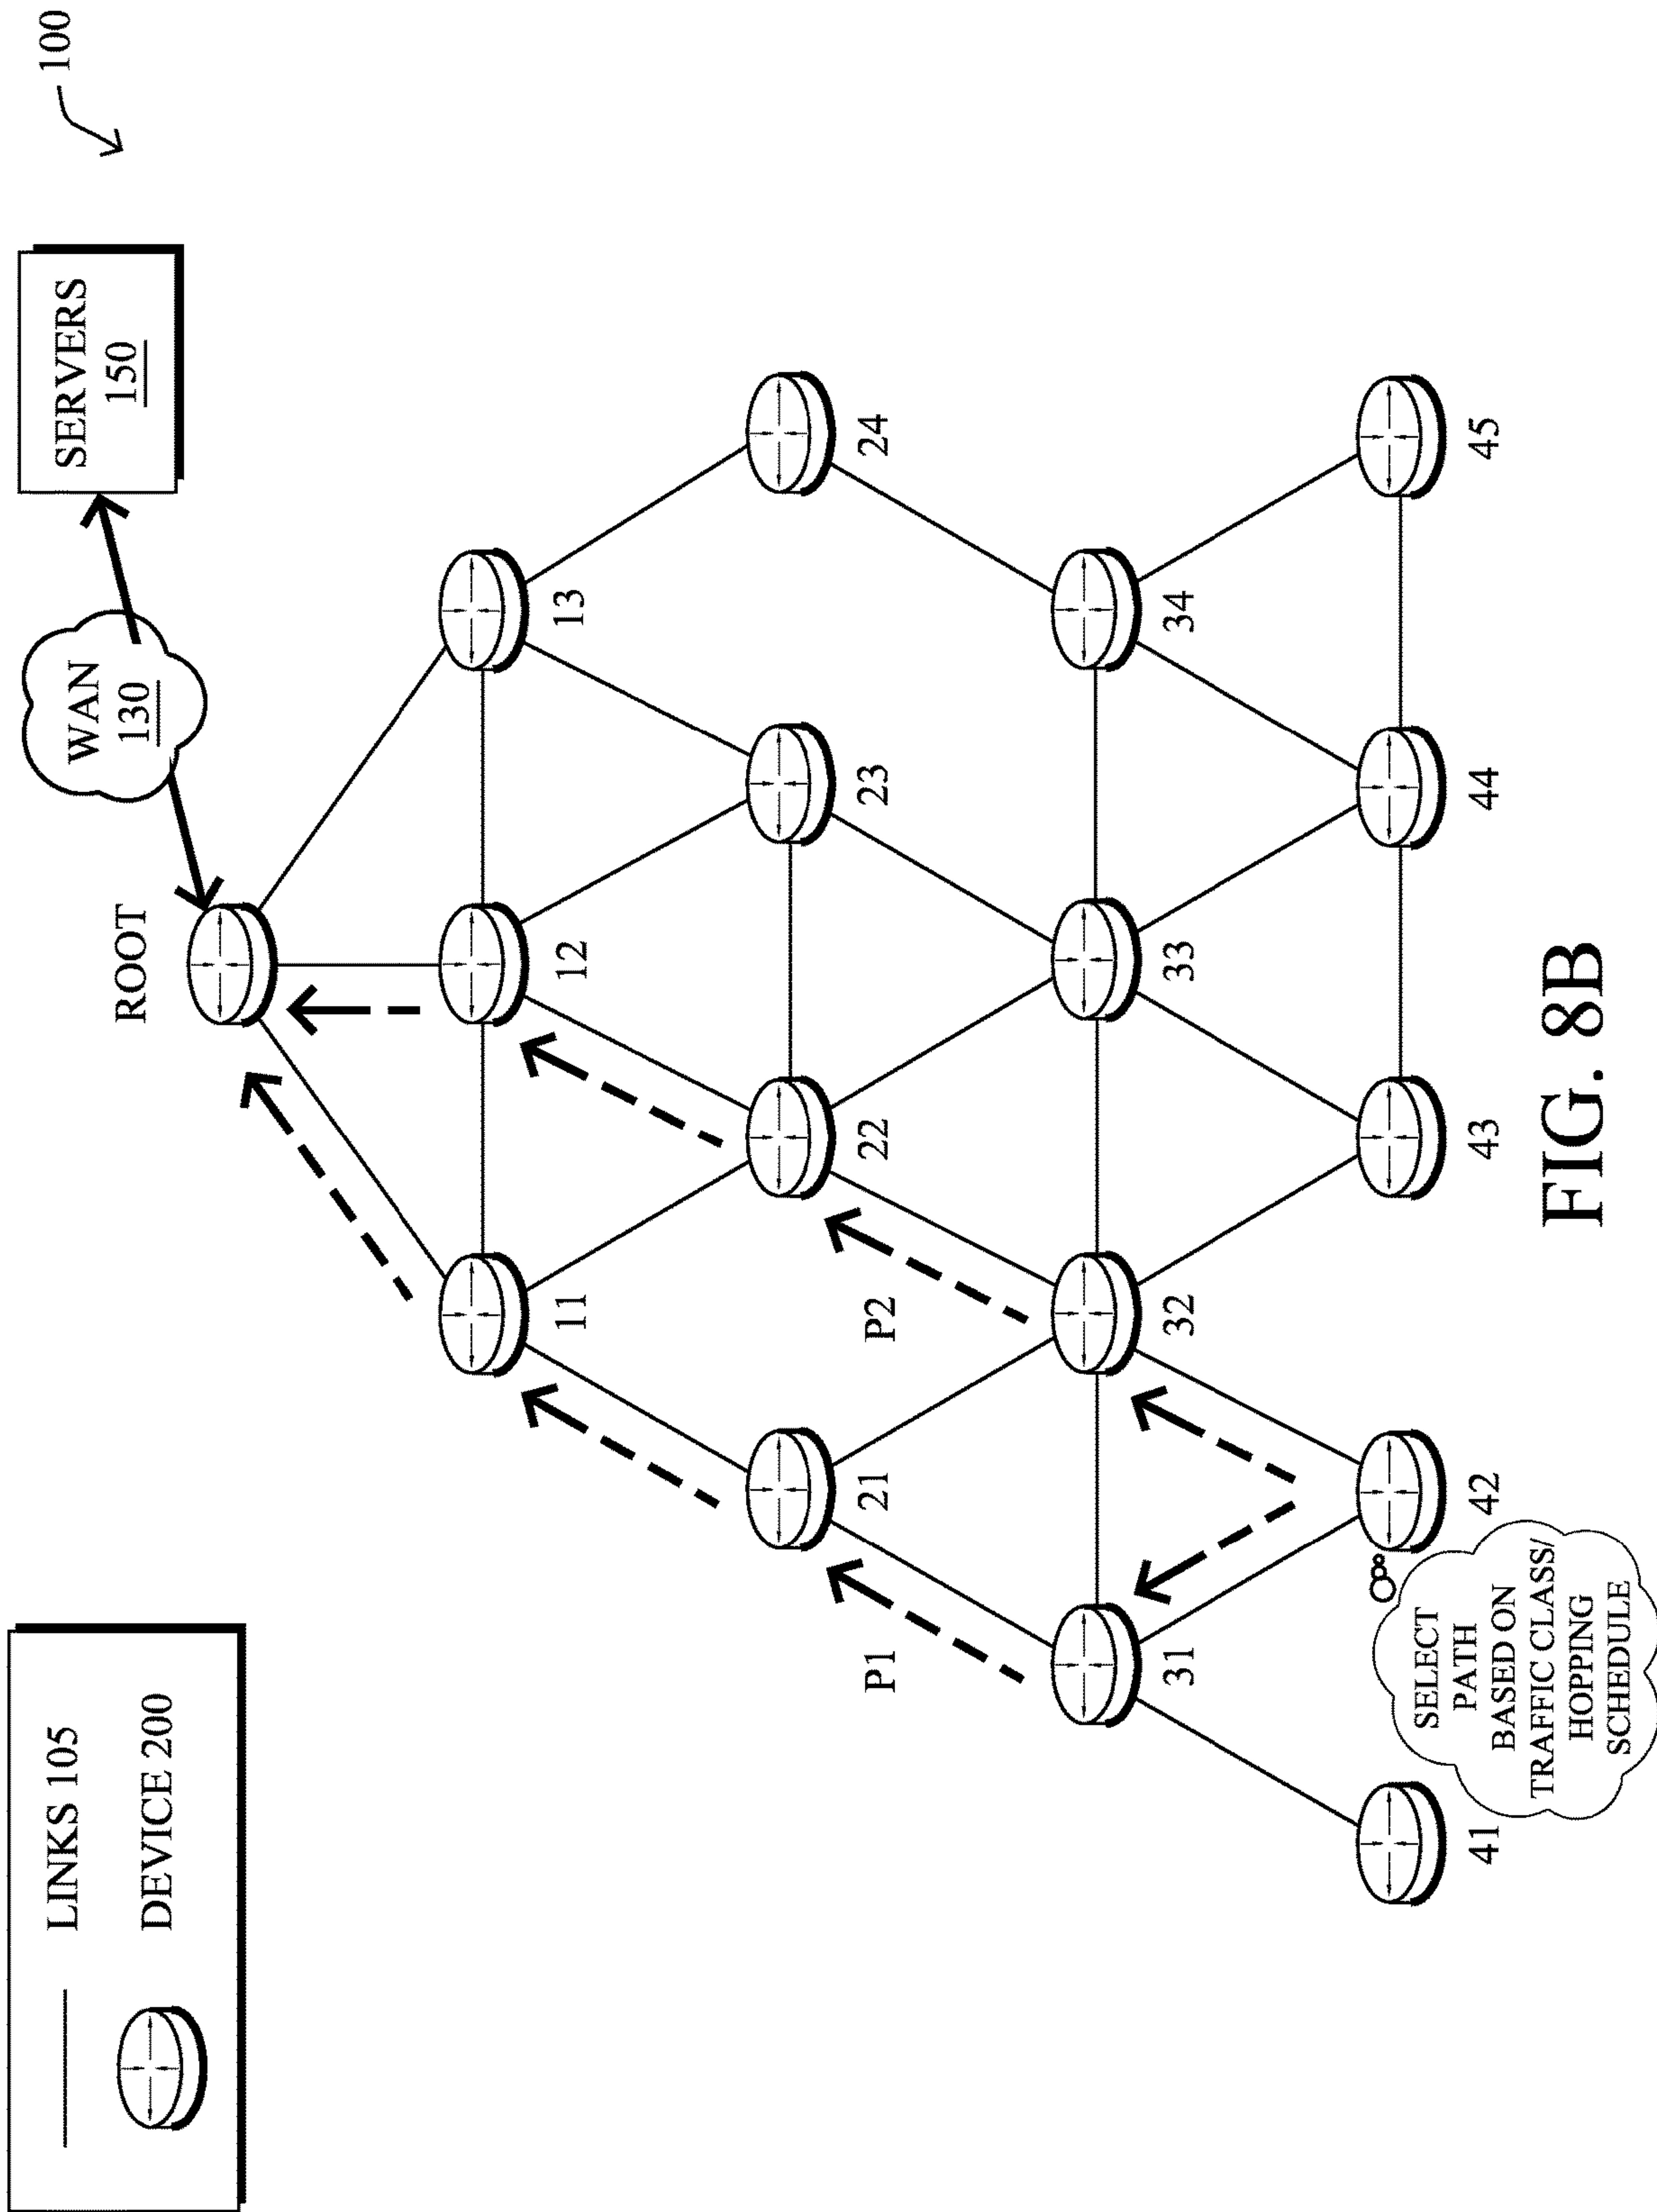 100
LINKS 105
DEVICE 200
WAN
130
SERVERS
150
ROOT
11
12
13
P1
P2
21
22
23
24
31
32
33
34
41
42
43
44
45
SELECT
PATH
BASED ON
TRAFFIC CLASS/
HOPPING
SCHEDULE
FIG. 8B